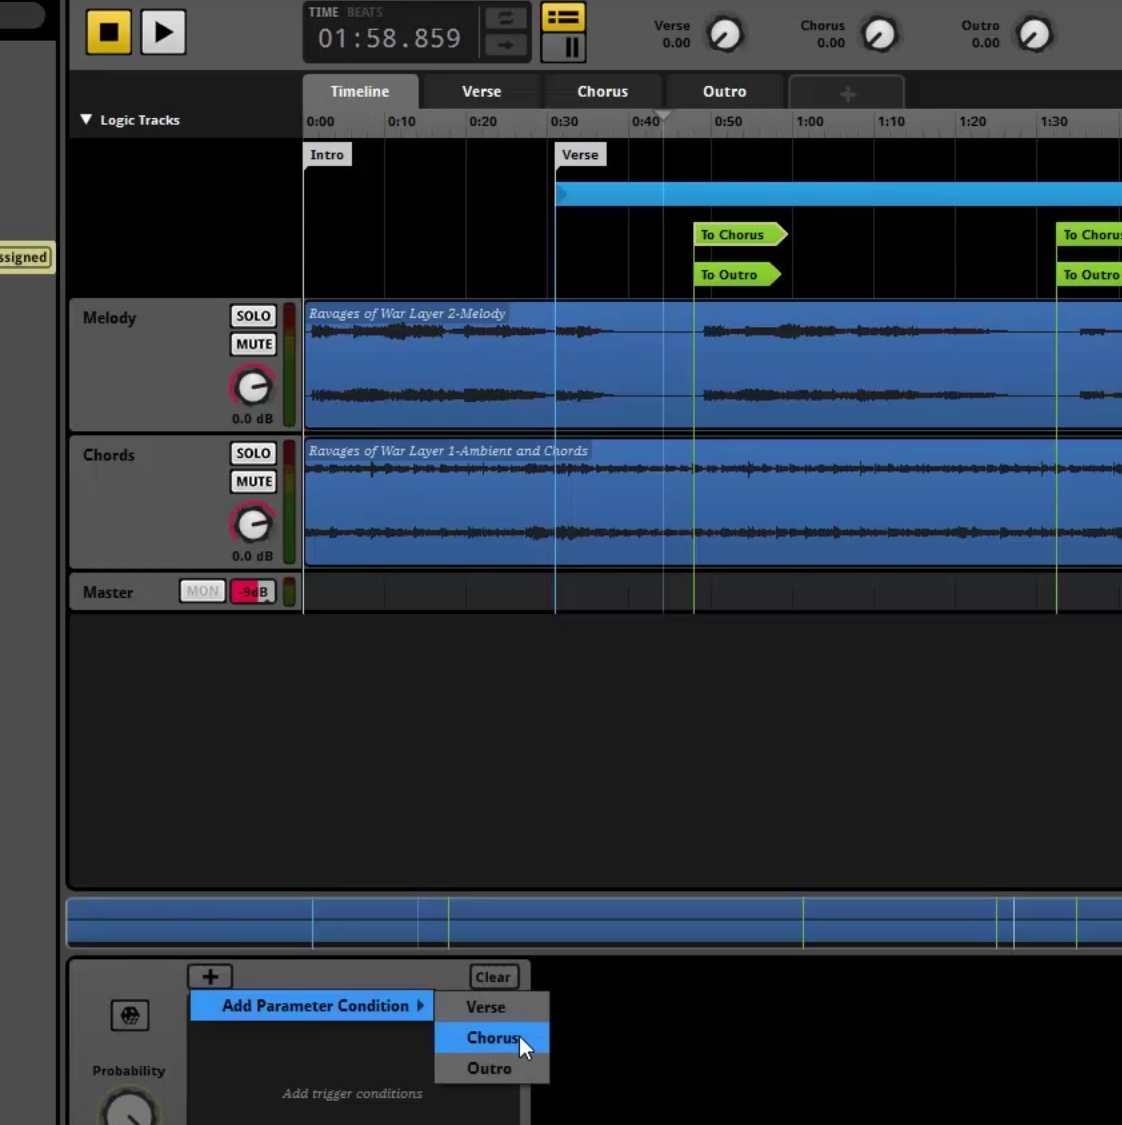 TIME BEATS
01:58.859
Verse
0.00
Chorus
0.00
Outro
0.00
Timeline
Verse
Chorus
Outro
+
Logic Tracks
0:00
0:10
0:20
0:30
0:40
0:50
1:00
1:10
1:20
1:30
Intro
Verse
To Chorus
To Chorus
ssigned
To Outro
To Outro
Melody
SOLO
MUTE
0.0 dB
Ravages of War Layer 2-Melody
Chords
SOLO
MUTE
0.0 dB
Ravages of War Layer 1-Ambient and Chords
Master
MON
-9dB
+
Clear
Add Parameter Condition
Verse
Chorus
Outro
Probability
Add trigger conditions